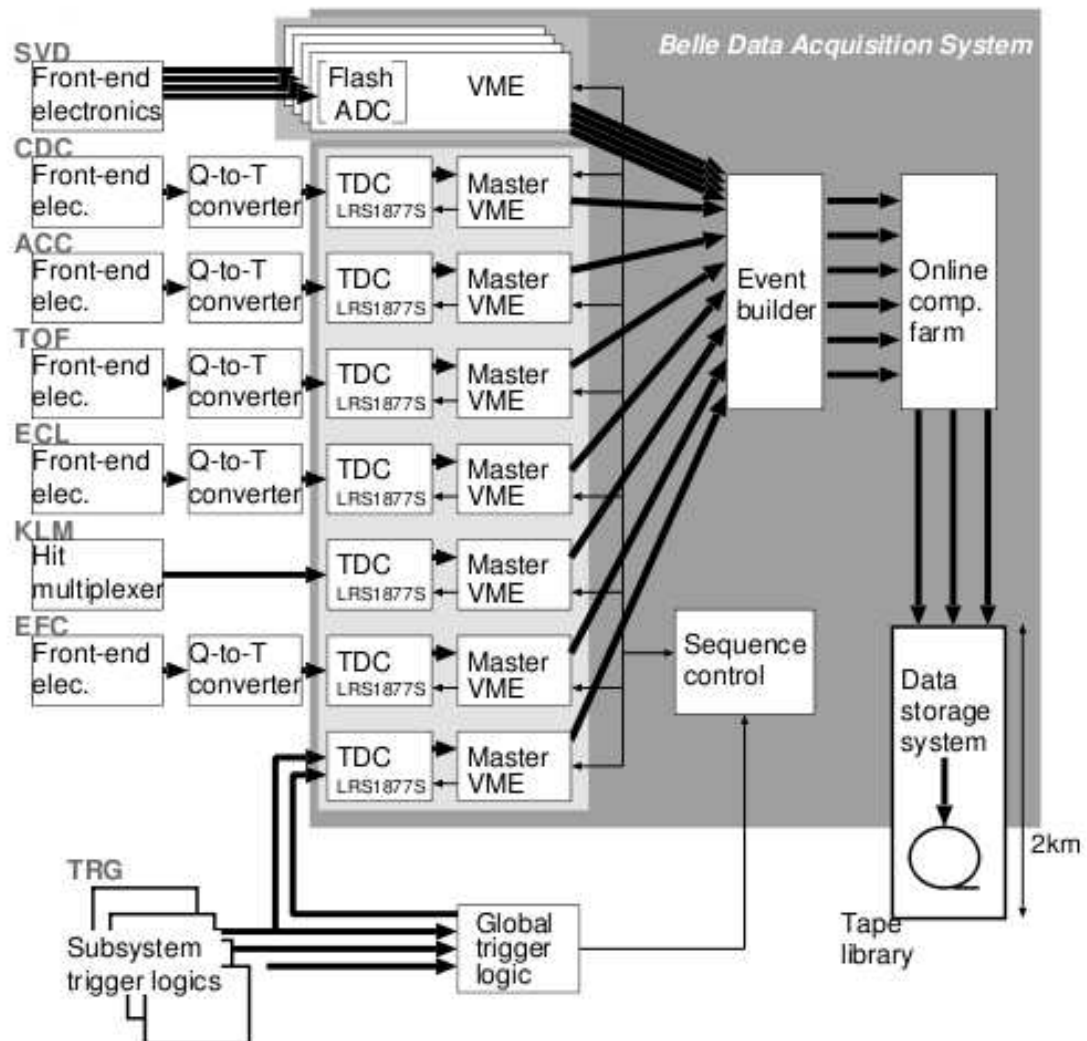 Belle Data Acquisition System
SVD
Front-end
electronics
Flash
ADC
VME
CDC
Front-end
elec.
Q-to-T
converter
TDC
LRS1877S
Master
VME
ACC
Front-end
elec.
Q-to-T
converter
TDC
LRS1877S
Master
VME
TOF
Front-end
elec.
Q-to-T
converter
TDC
LRS1877S
Master
VME
ECL
Front-end
elec.
Q-to-T
converter
TDC
LRS1877S
Master
VME
KLM
Hit
multiplexer
TDC
LRS1877S
Master
VME
EFC
Front-end
elec.
Q-to-T
converter
TDC
LRS1877S
Master
VME
TDC
LRS1877S
Master
VME
Event
builder
Online
comp.
farm
Sequence
control
Data
storage
system
2km
Tape
library
TRG
Subsystem
trigger logics
Global
trigger
logic